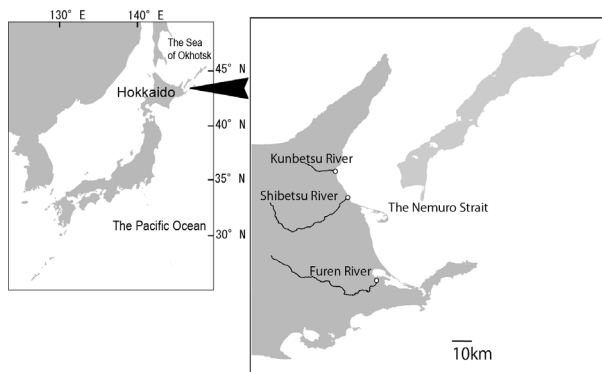 130° E
140° E
The Sea
of Okhotsk
45° N
Hokkaido
40° N
35° N
The Pacific Ocean
30° N
Kunbetsu River
Shibetsu River
The Nemuro Strait
Furen River
10km